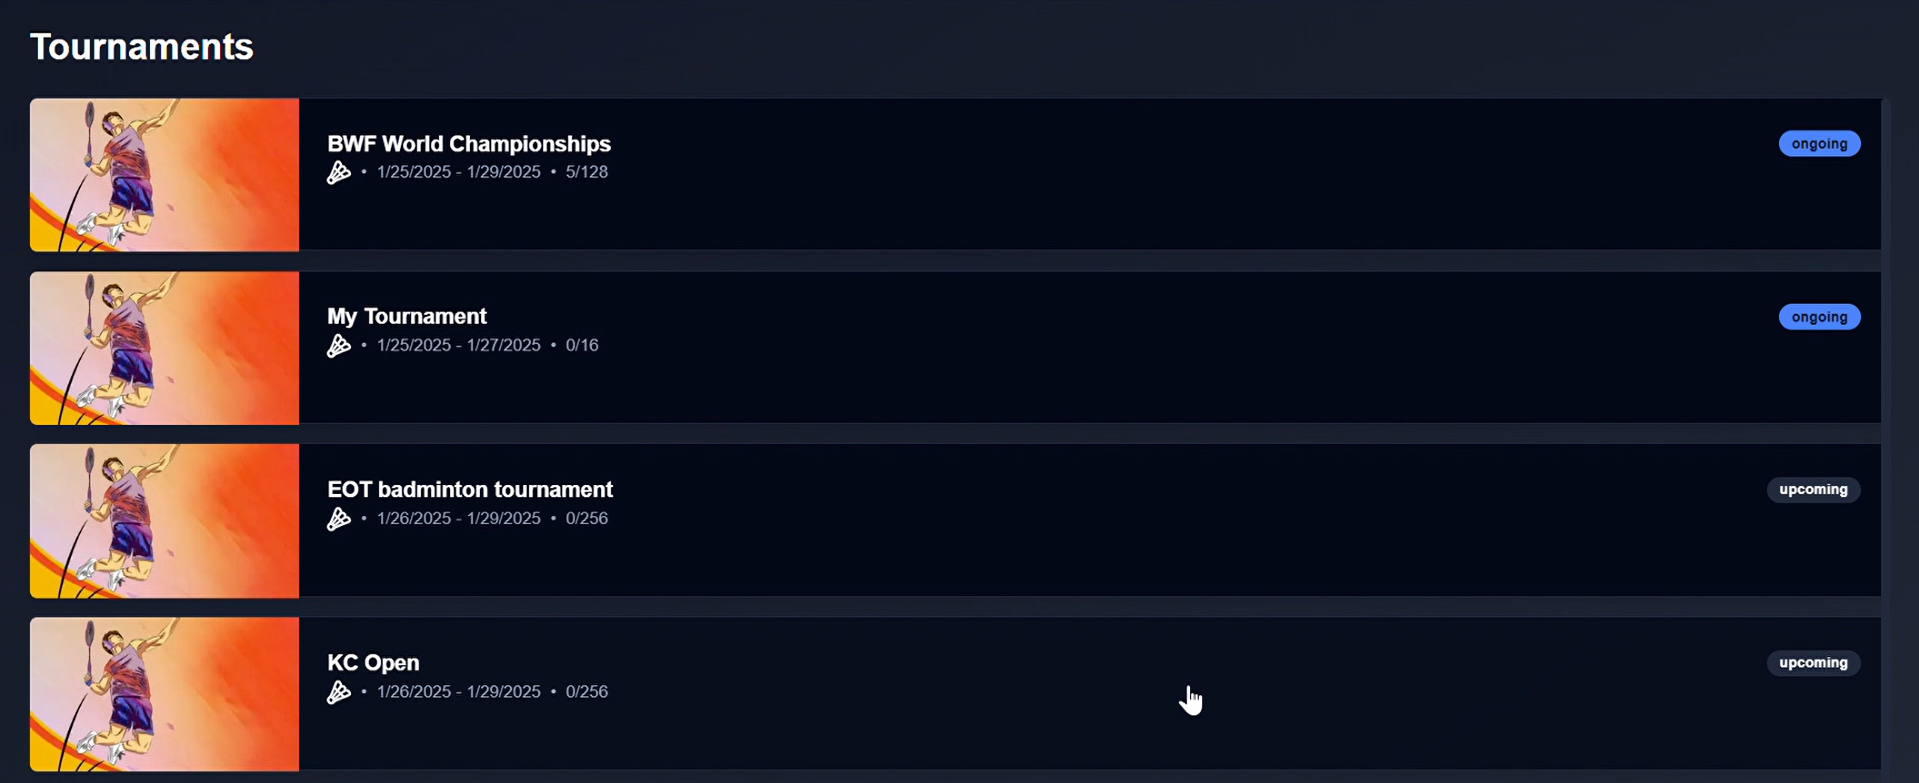 Tournaments
BWF World Championships
ongoing
• 1/25/2025 - 1/29/2025 • 5/128
My Tournament
ongoing
• 1/25/2025 - 1/27/2025 • 0/16
EOT badminton tournament
upcoming
• 1/26/2025 - 1/29/2025 • 0/256
KC Open
upcoming
• 1/26/2025 - 1/29/2025 • 0/256